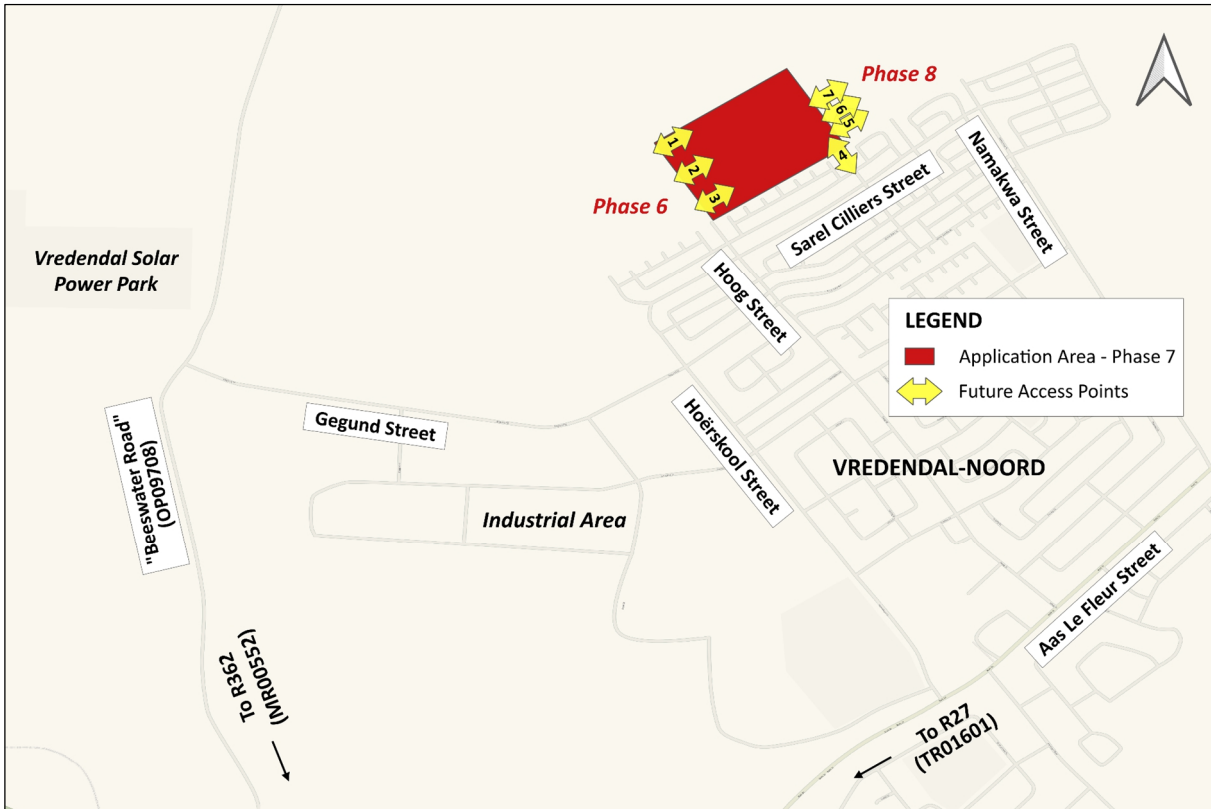 Phase 8
7
6
5
4
1
2
3
Phase 6
Namakwa Street
Sarel Cilliers Street
Hoog Street
Vredendal Solar
Power Park
LEGEND
Application Area - Phase 7
Future Access Points
Gegund Street
Hoërskool Street
"Beeswater Road"
(OP09708)
VREDENDAL-NOORD
Industrial Area
Aas Le Fleur Street
To R362
(MR00552)
To R27
(TR01601)